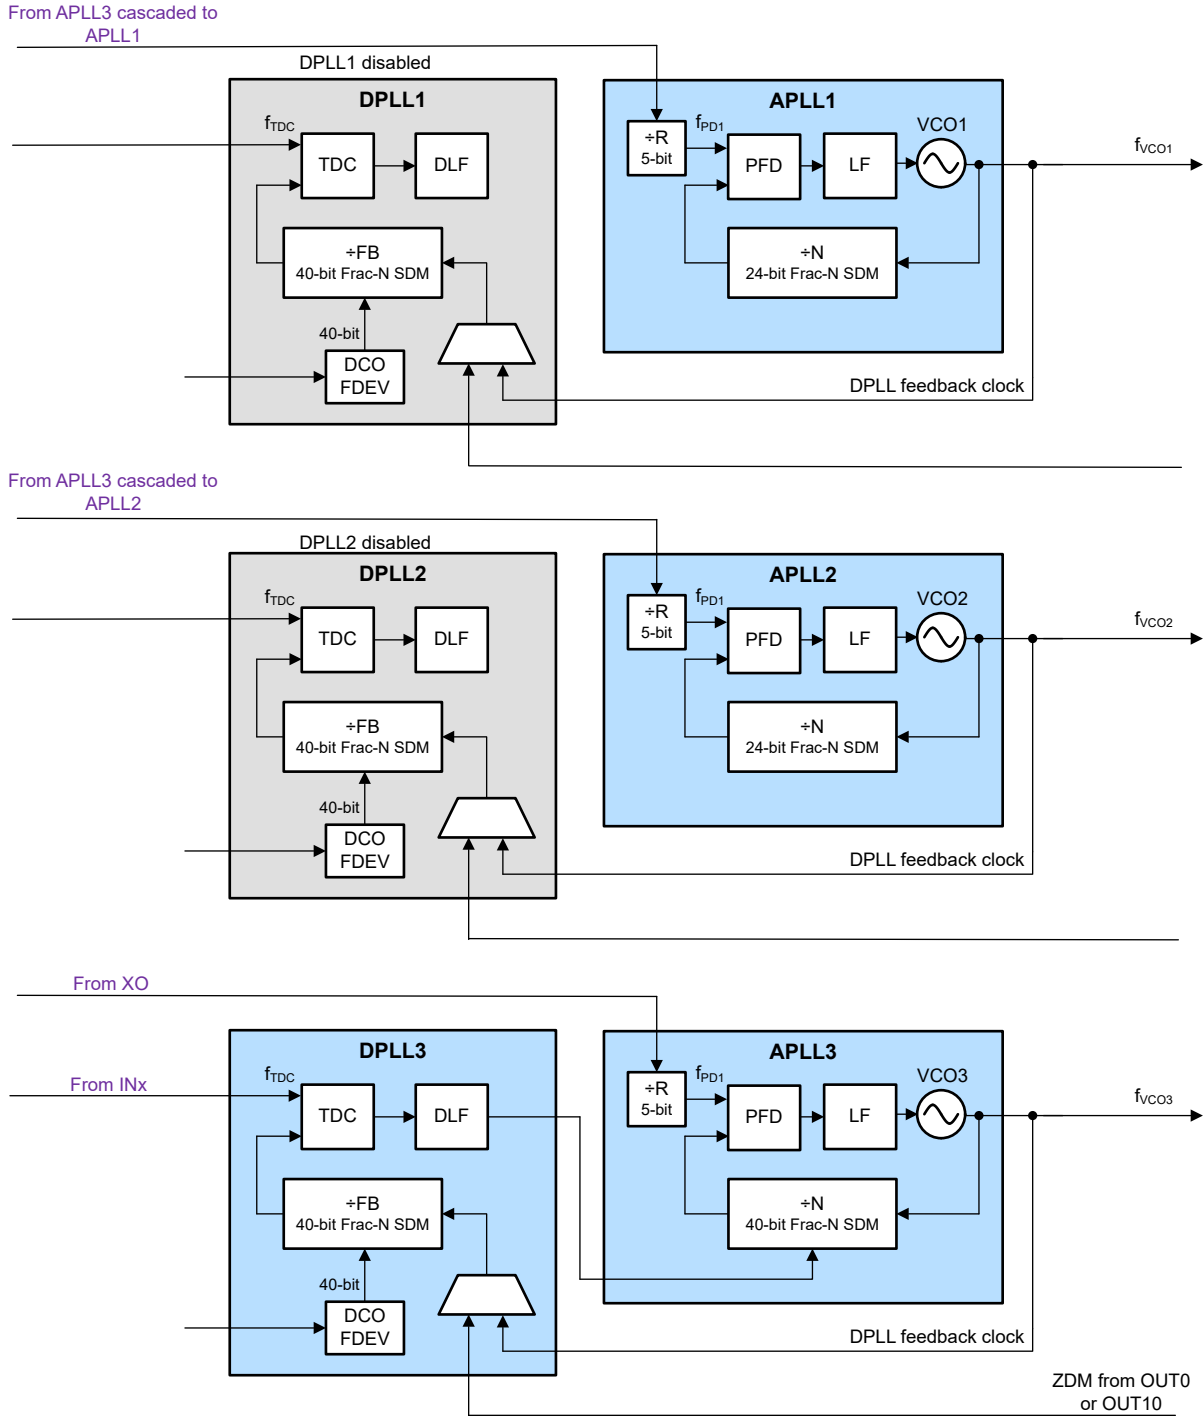 From APLL3 cascaded to
APLL1
DPLL1 disabled
DPLL1
APLL1
fTDC
TDC
DLF
÷R
5-bit
fPD1
PFD
LF
VCO1
fVCO1
÷FB
40-bit Frac-N SDM
÷N
24-bit Frac-N SDM
40-bit
DCO
FDEV
DPLL feedback clock
From APLL3 cascaded to
APLL2
DPLL2 disabled
DPLL2
APLL2
fTDC
TDC
DLF
÷R
5-bit
fPD1
PFD
LF
VCO2
fVCO2
÷FB
40-bit Frac-N SDM
÷N
24-bit Frac-N SDM
40-bit
DCO
FDEV
DPLL feedback clock
From XO
DPLL3
APLL3
From INx
fTDC
TDC
DLF
÷R
5-bit
fPD1
PFD
LF
VCO3
fVCO3
÷FB
40-bit Frac-N SDM
÷N
40-bit Frac-N SDM
40-bit
DCO
FDEV
DPLL feedback clock
ZDM from OUT0
or OUT10